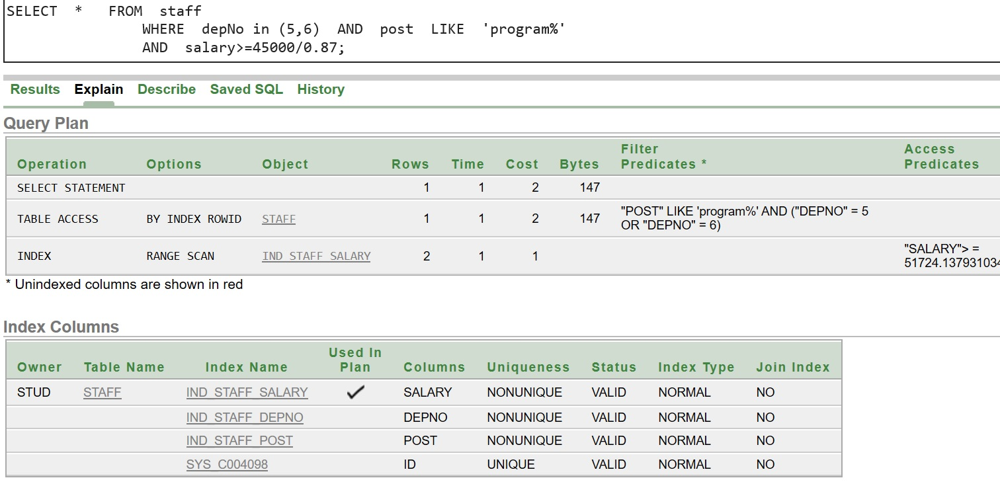 SELECT * FROM staff
WHERE depNo in (5,6) AND post LIKE 'program%'
AND salary>=45000/0.87;
Results Explain Describe Saved SQL History
Query Plan
Operation Options Object Rows Time Cost Bytes Filter Predicates * Access Predicates
SELECT STATEMENT 1 1 2 147
TABLE ACCESS BY INDEX ROWID STAFF 1 1 2 147 "POST" LIKE 'program%' AND ("DEPNO" = 5
OR "DEPNO" = 6)
INDEX RANGE SCAN IND_STAFF_SALARY 2 1 1 "SALARY"> =
51724.137931034
* Unindexed columns are shown in red
Index Columns
Owner Table Name Index Name Used In Plan Columns Uniqueness Status Index Type Join Index
STUD STAFF IND_STAFF_SALARY SALARY NONUNIQUE VALID NORMAL NO
IND_STAFF_DEPNO DEPNO NONUNIQUE VALID NORMAL NO
IND_STAFF_POST POST NONUNIQUE VALID NORMAL NO
SYS_C004098 ID UNIQUE VALID NORMAL NO